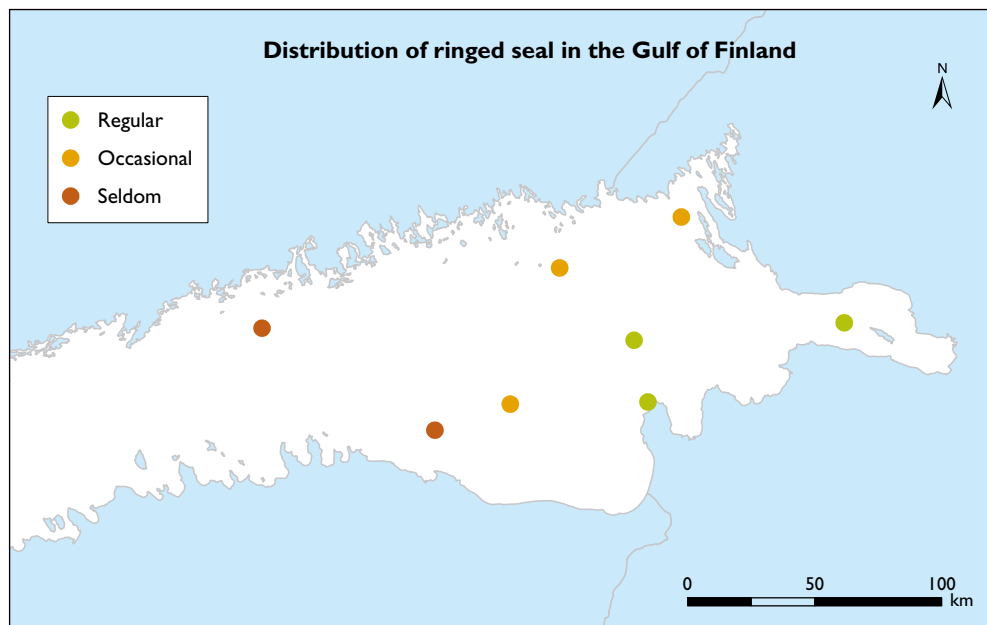 Distribution of ringed seal in the Gulf of Finland
N
Regular
Occasional
Seldom
0 50 100
km